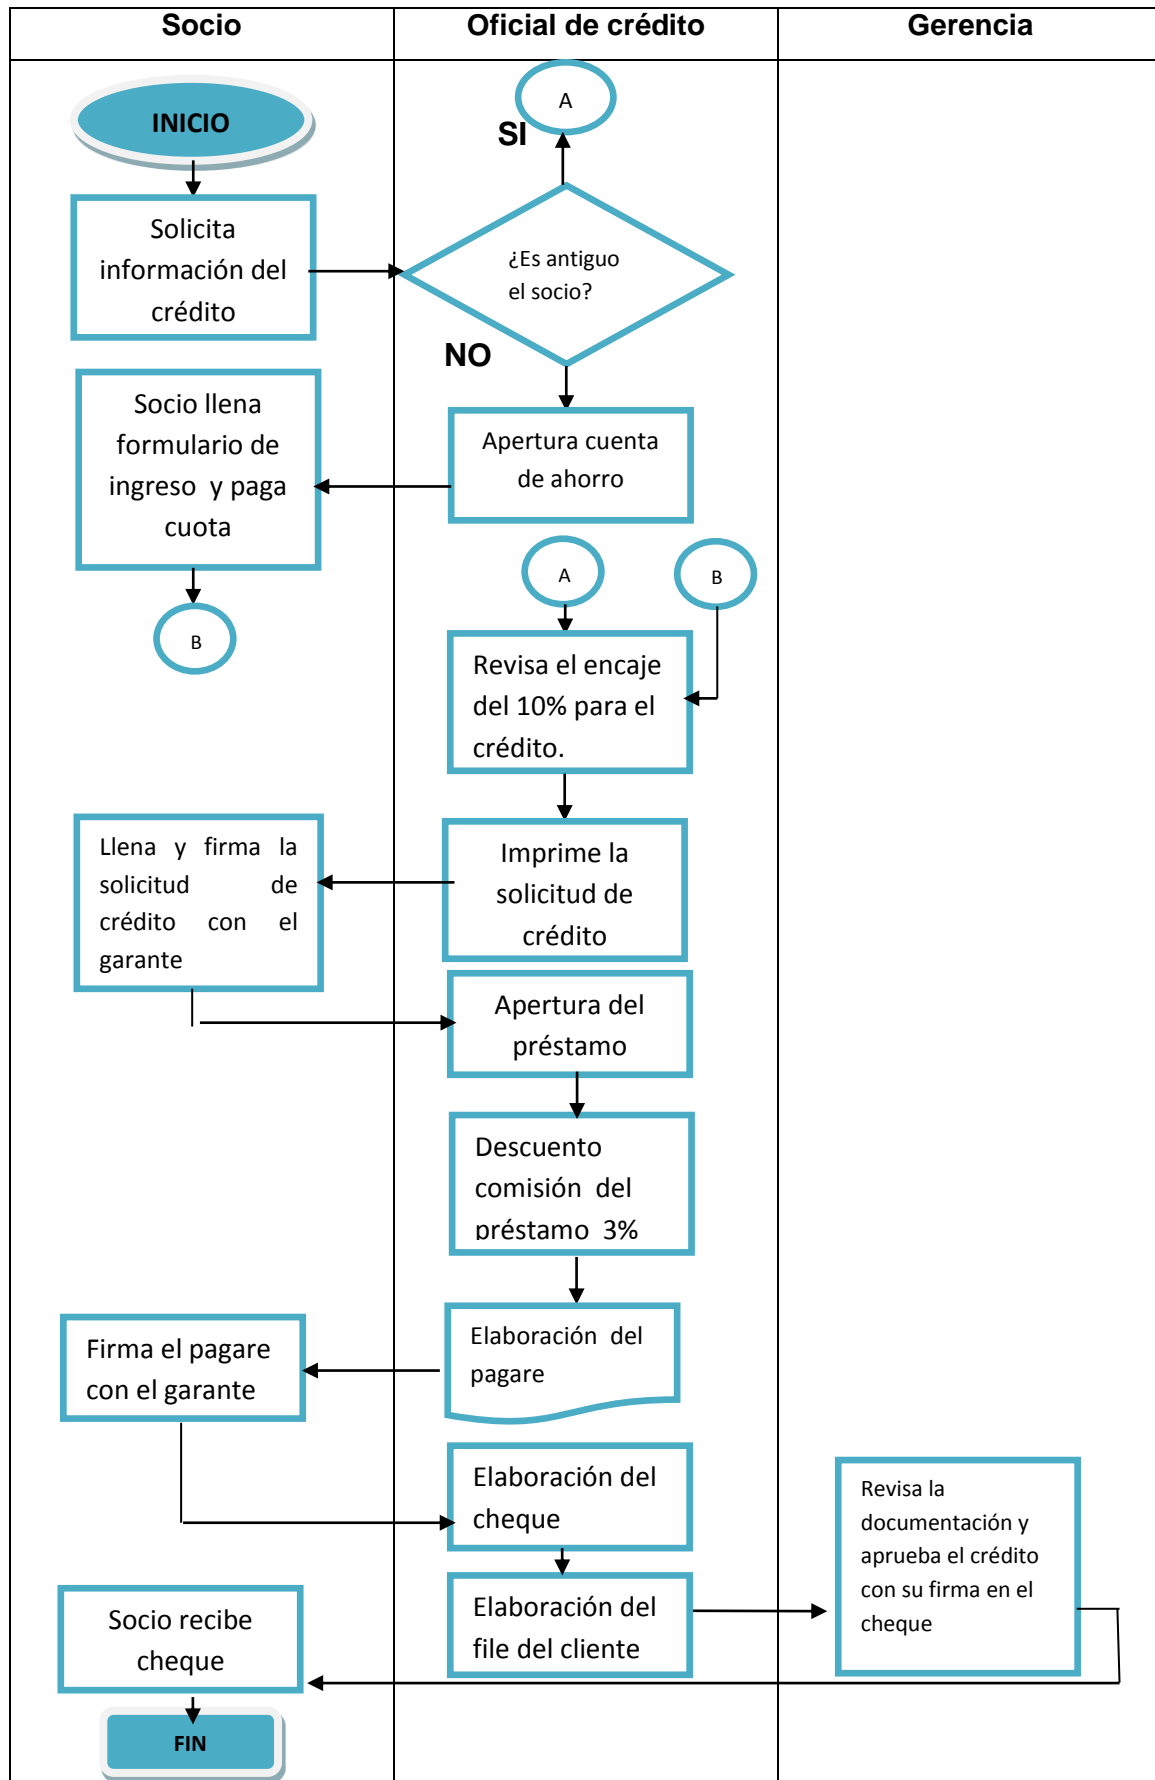 Socio
Oficial de crédito
Gerencia
INICIO
A
SI
Solicita
información del
crédito
¿Es antiguo
el socio?
NO
Socio llena
formulario de
ingreso y paga
cuota
Apertura cuenta
de ahorro
B
A
B
Revisa el encaje
del 10% para el
crédito.
Llena y firma la
solicitud de
crédito con el
garante
Imprime la
solicitud de
crédito
Apertura del
préstamo
Descuento
comisión del
préstamo 3%
Firma el pagare
con el garante
Elaboración del
pagare
Elaboración del
cheque
Revisa la
documentación y
aprueba el crédito
con su firma en el
cheque
Elaboración del
file del cliente
Socio recibe
cheque
FIN